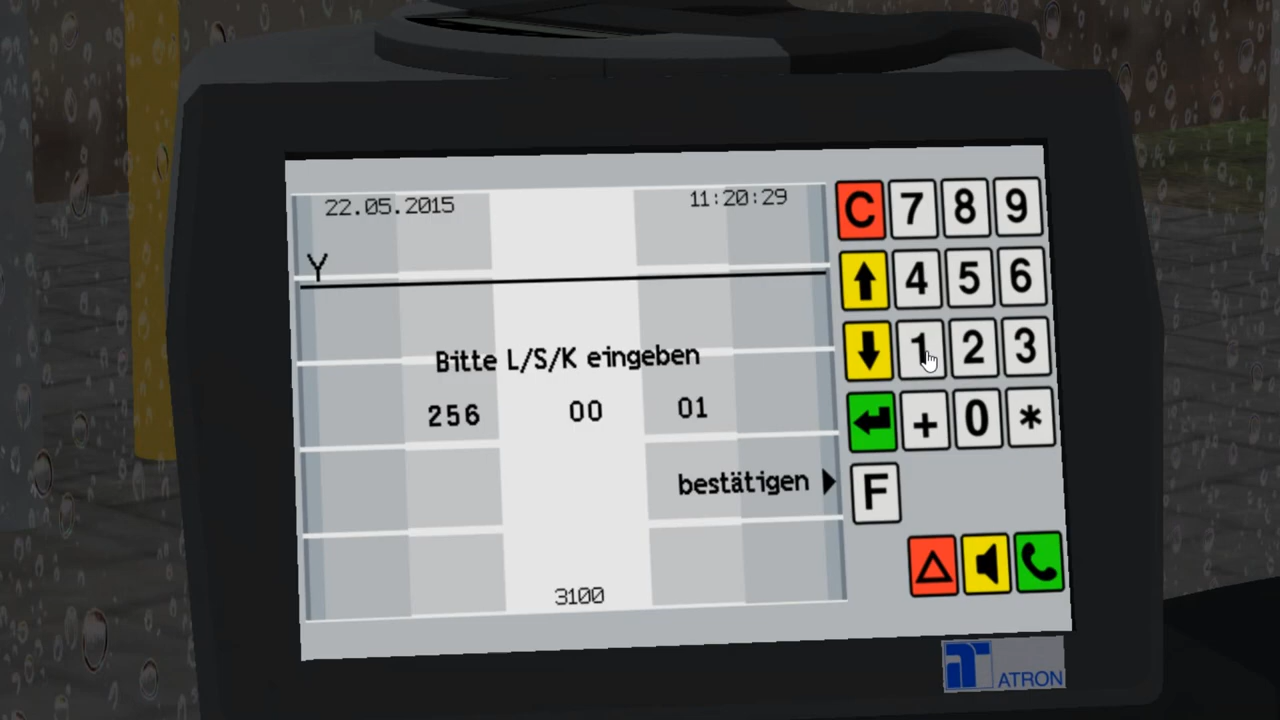 22.05.2015 11:20:29
Y
Bitte L/S/K eingeben
256 00 01
bestätigen
3100
C 7 8 9
4 5 6
1 2 3
+ 0 *
F
ATRON